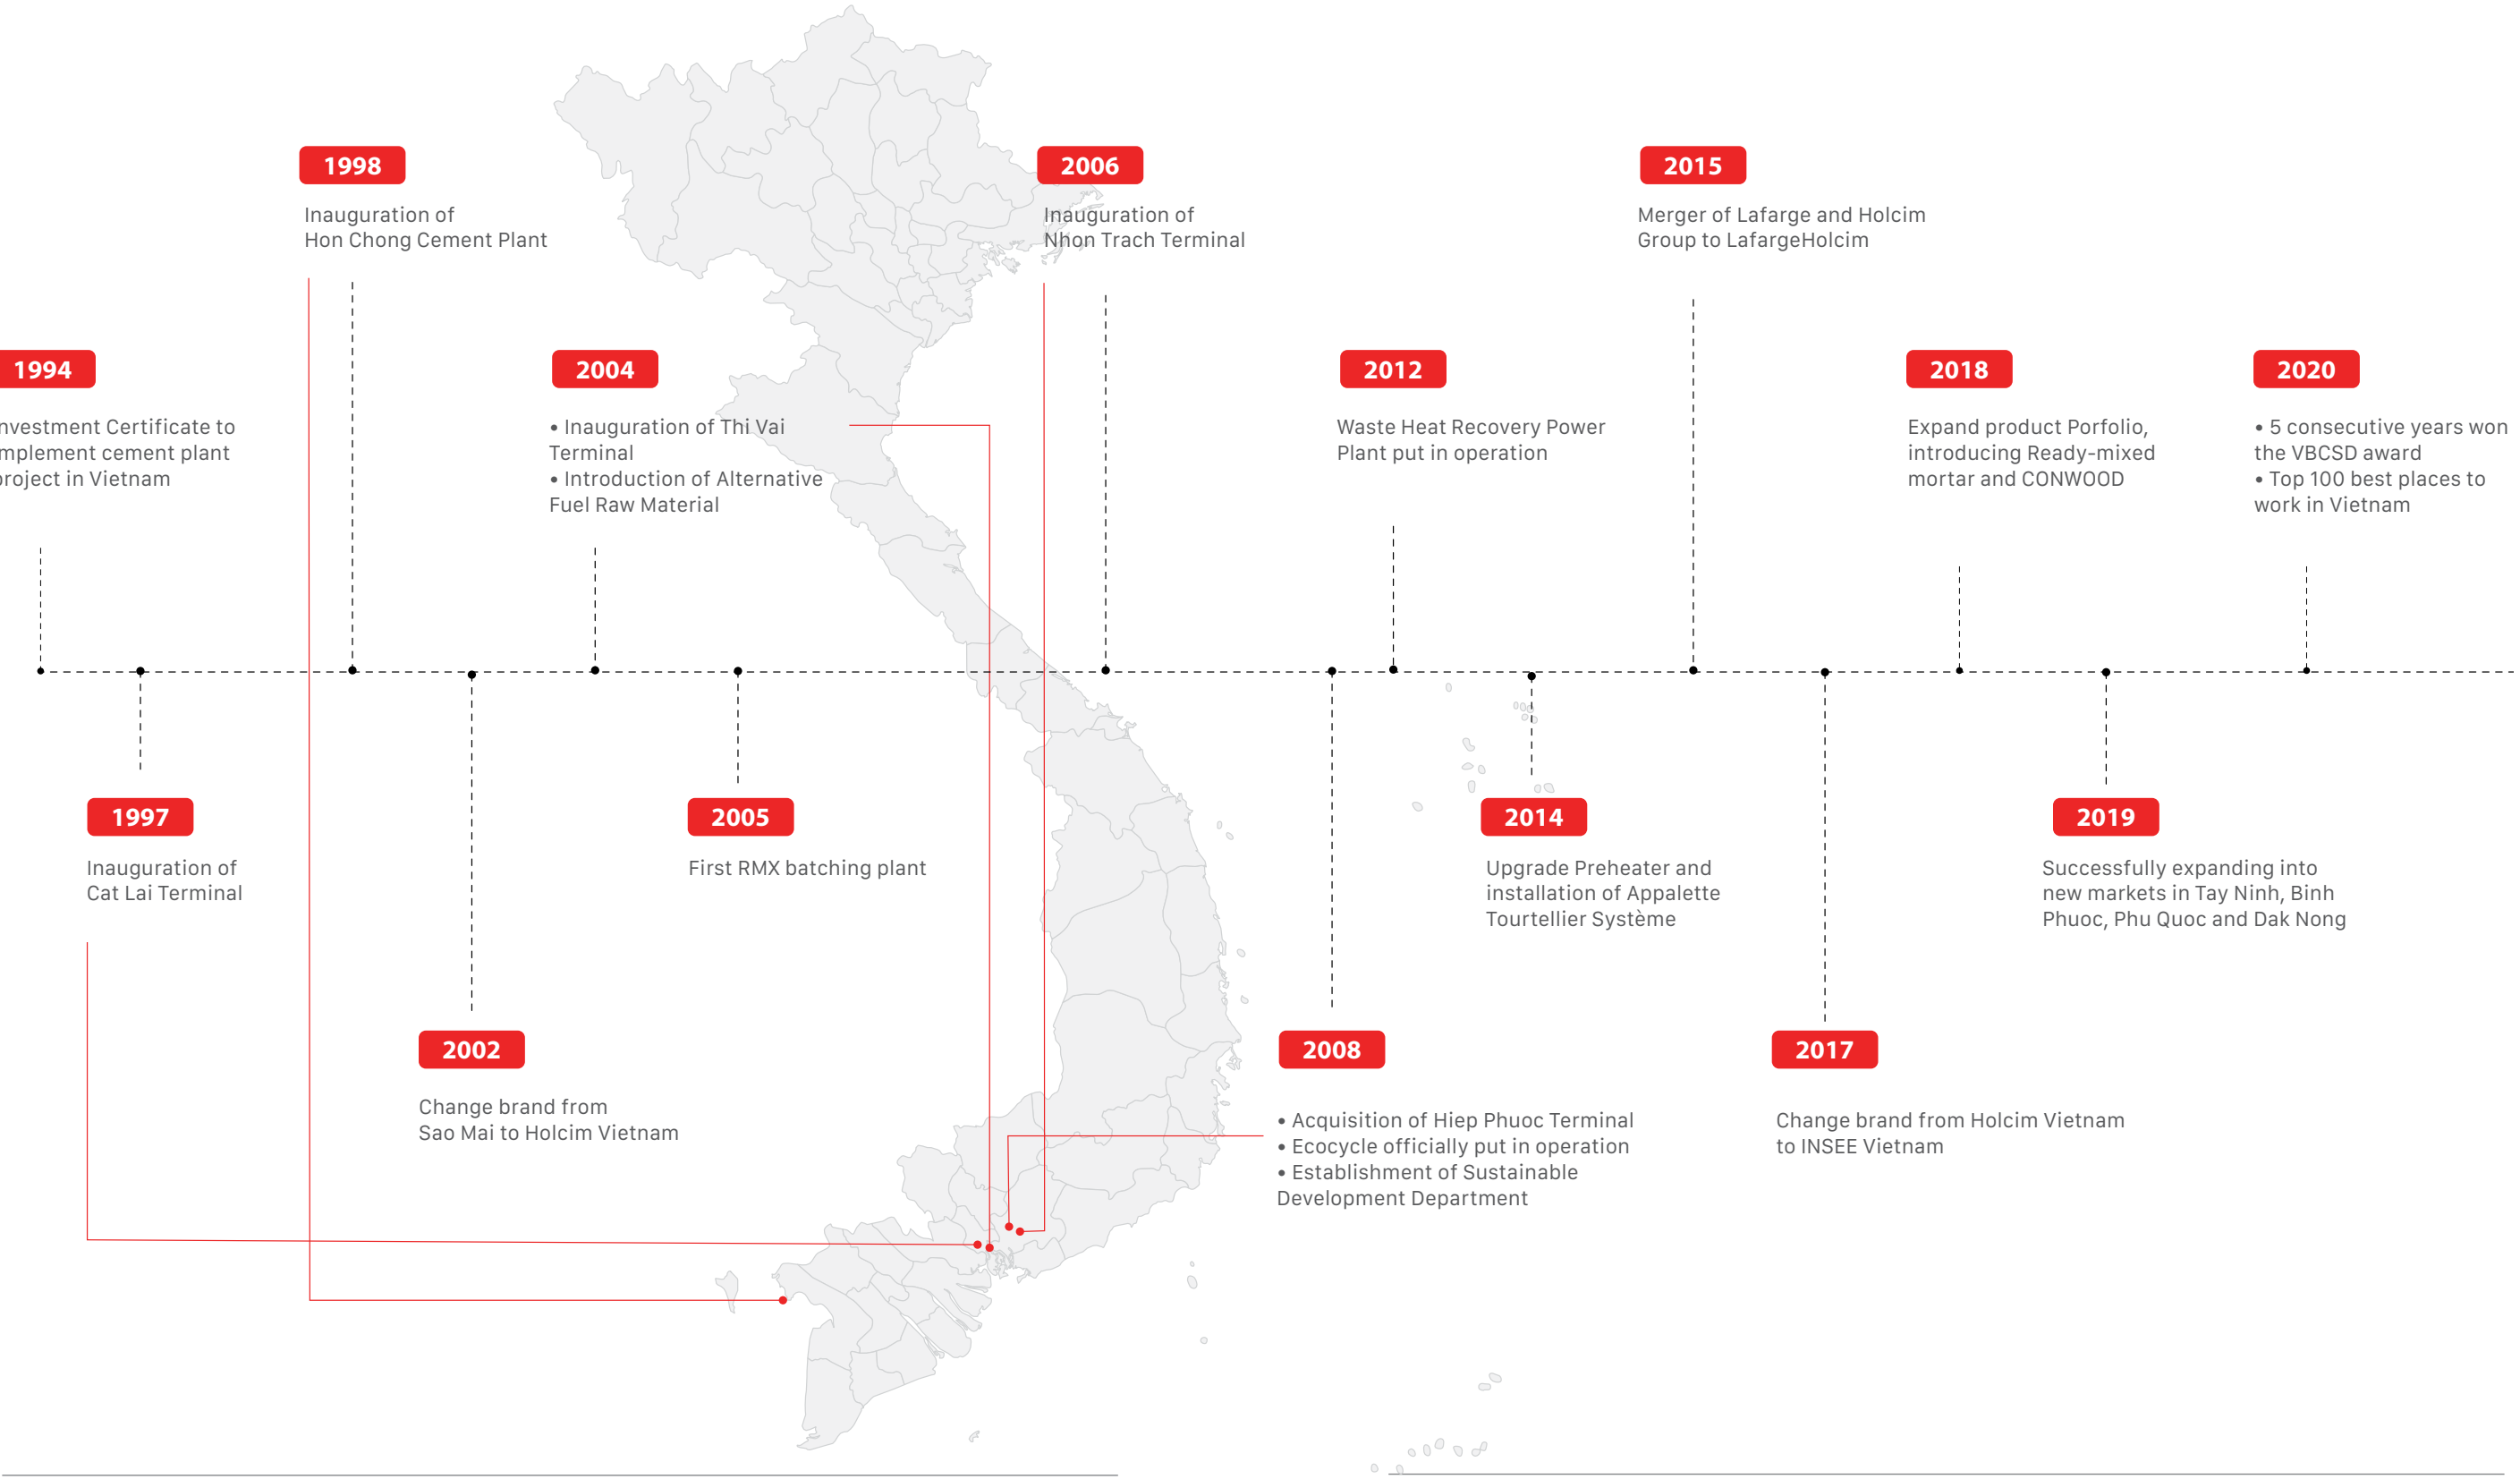 1994
nvestment Certificate to
mplement cement plant
project in Vietnam
1997
Inauguration of
Cat Lai Terminal
1998
Inauguration of
Hon Chong Cement Plant
2002
Change brand from
Sao Mai to Holcim Vietnam
2004
• Inauguration of Thi Vai
Terminal
• Introduction of Alternative
Fuel Raw Material
2005
First RMX batching plant
2006
Inauguration of
Nhon Trach Terminal
2008
• Acquisition of Hiep Phuoc Terminal
• Ecocycle officially put in operation
• Establishment of Sustainable
Development Department
2012
Waste Heat Recovery Power
Plant put in operation
2014
Upgrade Preheater and
installation of Appalette
Tourtellier Système
2015
Merger of Lafarge and Holcim
Group to LafargeHolcim
2017
Change brand from Holcim Vietnam
to INSEE Vietnam
2018
Expand product Porfolio,
introducing Ready-mixed
mortar and CONWOOD
2019
Successfully expanding into
new markets in Tay Ninh, Binh
Phuoc, Phu Quoc and Dak Nong
2020
• 5 consecutive years won
the VBCSD award
• Top 100 best places to
work in Vietnam